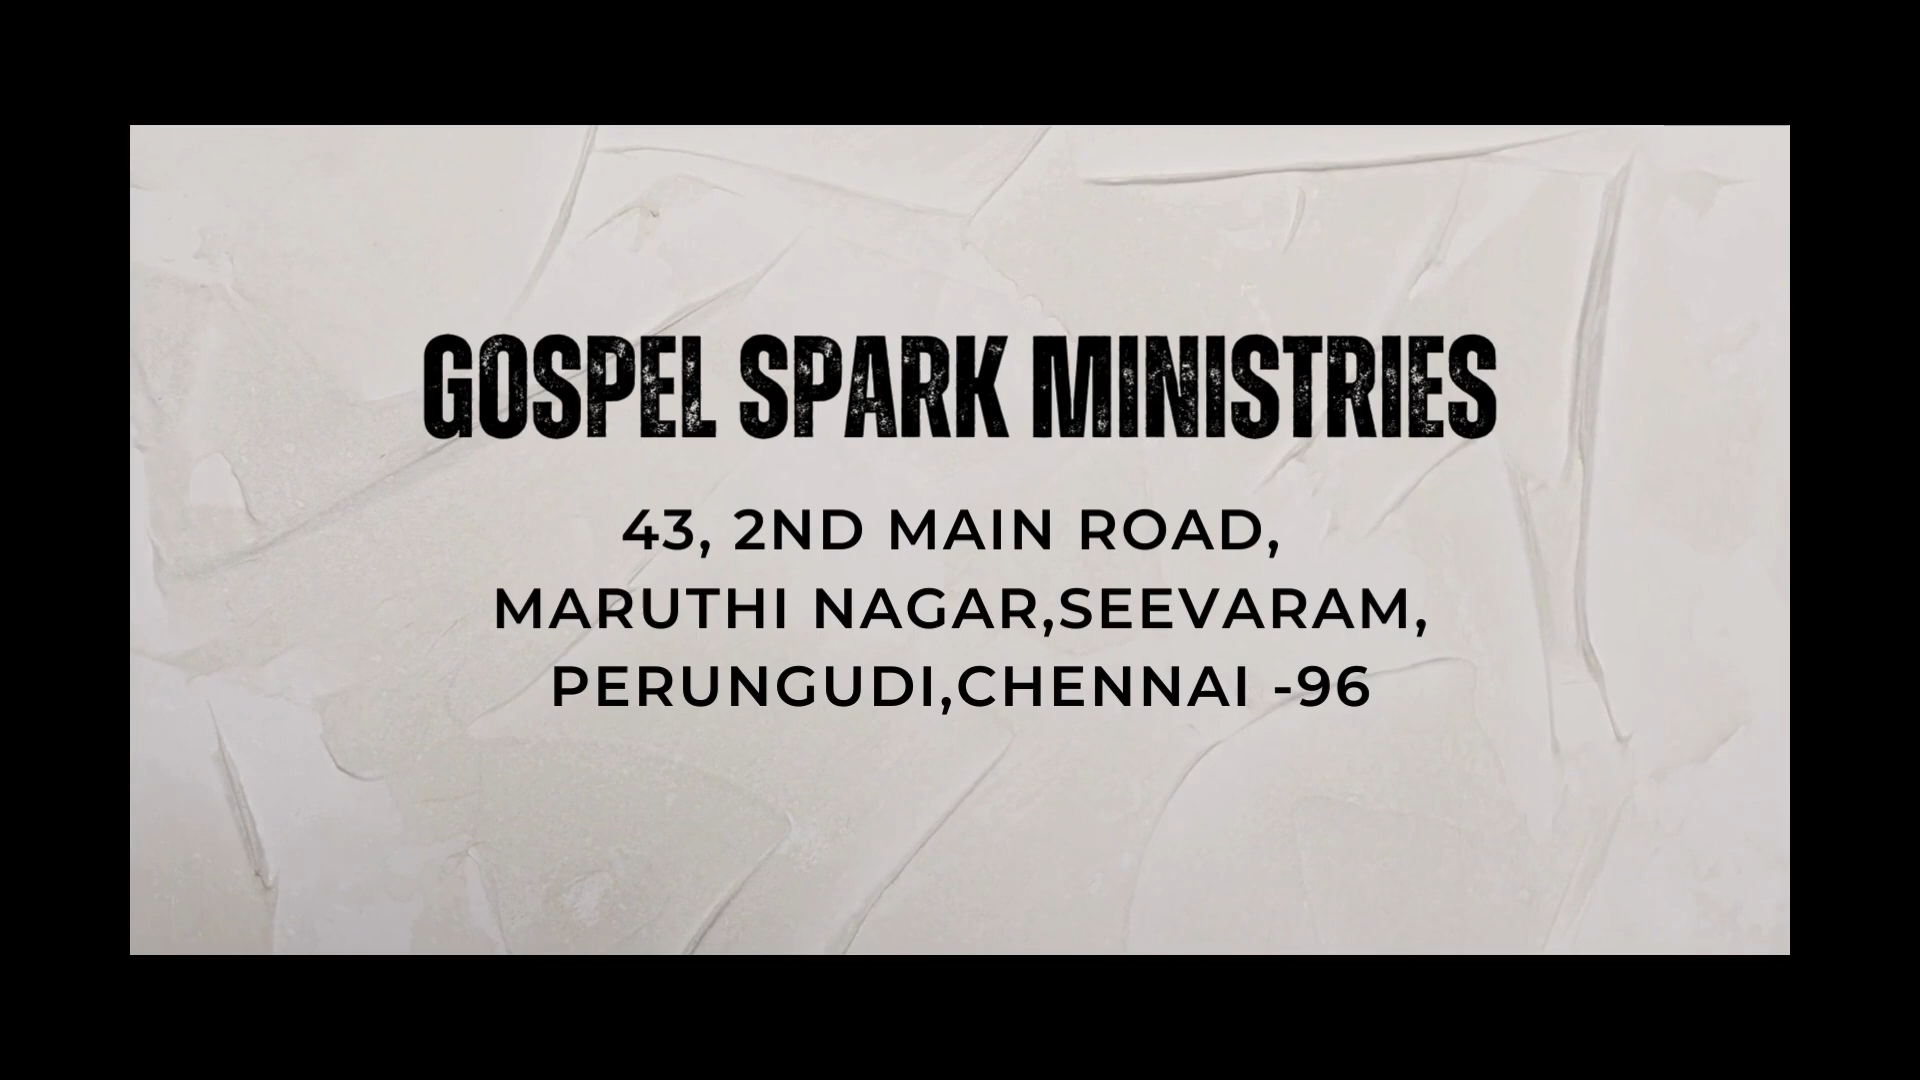 GOSPEL SPARK MINISTRIES
43, 2ND MAIN ROAD,
MARUTHI NAGAR,SEEVARAM,
PERUNGUDI,CHENNAI -96